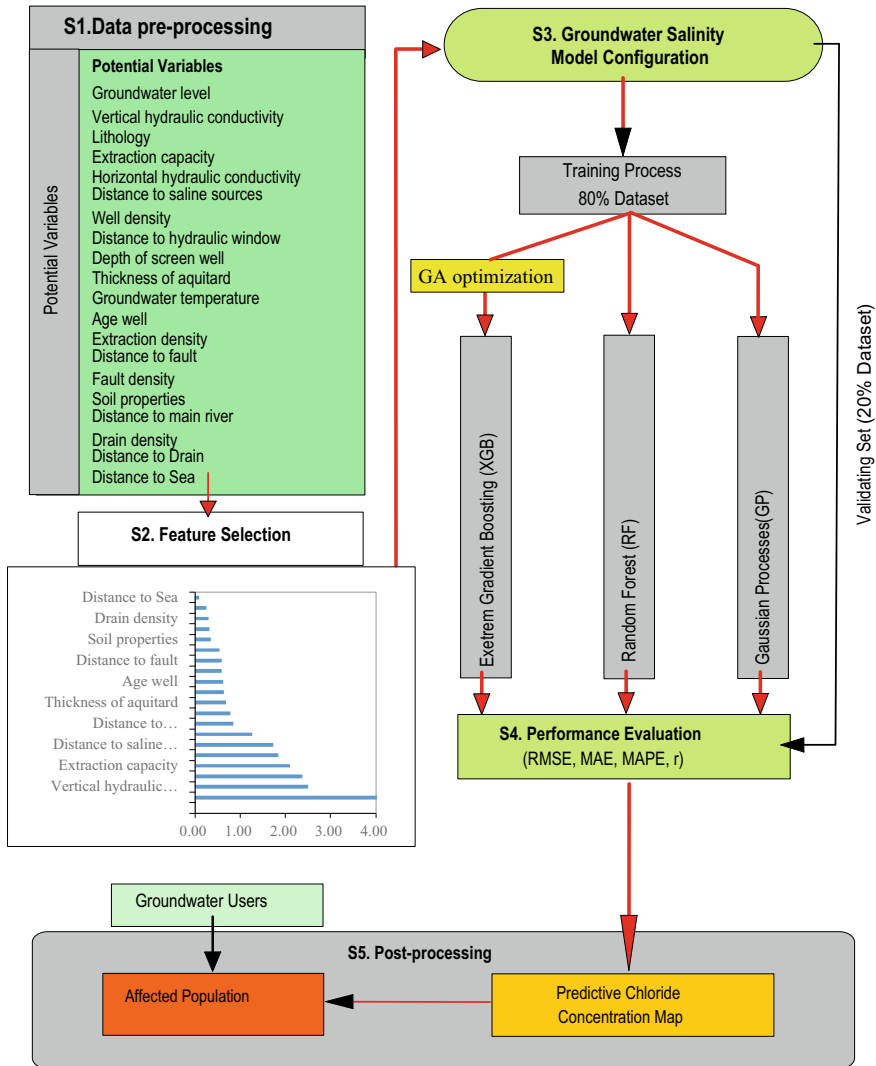 S1.Data pre-processing
Potential Variables
Potential Variables
Groundwater level
Vertical hydraulic conductivity
Lithology
Extraction capacity
Horizontal hydraulic conductivity
Distance to saline sources
Well density
Distance to hydraulic window
Depth of screen well
Thickness of aquitard
Groundwater temperature
Age well
Extraction density
Distance to fault
Fault density
Soil properties
Distance to main river
Drain density
Distance to Drain
Distance to Sea
S2. Feature Selection
Distance to Sea
Drain density
Soil properties
Distance to fault
Age well
Thickness of aquitard
Distance to…
Distance to saline…
Extraction capacity
Vertical hydraulic…
0.00 1.00 2.00 3.00 4.00
S3. Groundwater Salinity
Model Configuration
Training Process
80% Dataset
GA optimization
Exetrem Gradient Boosting (XGB)
Random Forest (RF)
Gaussian Processes(GP)
Validating Set (20% Dataset)
S4. Performance Evaluation
(RMSE, MAE, MAPE, r)
Groundwater Users
S5. Post-processing
Affected Population
Predictive Chloride
Concentration Map